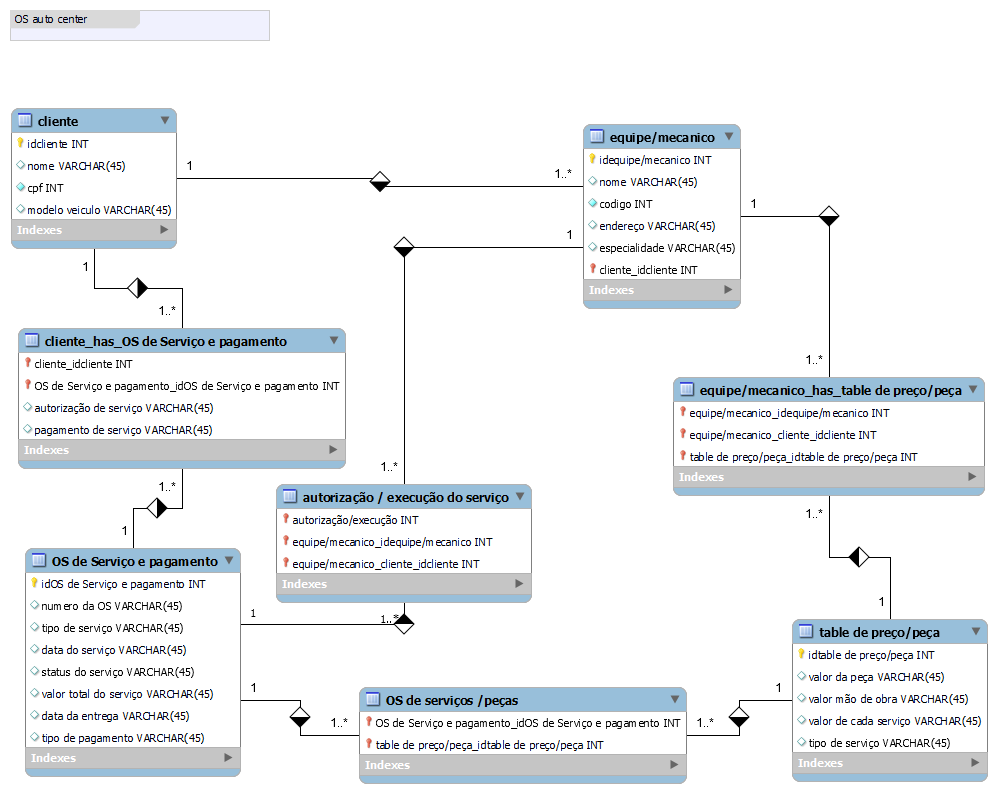 OS auto center
cliente
idcliente INT
nome VARCHAR(45)
cpf INT
modelo veiculo VARCHAR(45)
Indexes
1
1..*
equipe/mecanico
idequipe/mecanico INT
nome VARCHAR(45)
codigo INT
endereço VARCHAR(45)
especialidade VARCHAR(45)
cliente_idcliente INT
Indexes
1
1..*
1
1..*
1
1..*
cliente_has_OS de Serviço e pagamento
cliente_idcliente INT
OS de Serviço e pagamento_idOS de Serviço e pagamento INT
autorização de serviço VARCHAR(45)
pagamento de serviço VARCHAR(45)
Indexes
1..*
1
equipe/mecanico_has_table de preço/peça
equipe/mecanico_idequipe/mecanico INT
equipe/mecanico_cliente_idcliente INT
table de preço/peça_idtable de preço/peça INT
Indexes
1..*
1
autorização / execução do serviço
autorização/execução INT
equipe/mecanico_idequipe/mecanico INT
equipe/mecanico_cliente_idcliente INT
Indexes
1
1..*
OS de Serviço e pagamento
idOS de Serviço e pagamento INT
numero da OS VARCHAR(45)
tipo de serviço VARCHAR(45)
data do serviço VARCHAR(45)
status do serviço VARCHAR(45)
valor total do serviço VARCHAR(45)
data da entrega VARCHAR(45)
tipo de pagamento VARCHAR(45)
Indexes
1
1..*
OS de serviços /peças
OS de Serviço e pagamento_idOS de Serviço e pagamento INT
table de preço/peça_idtable de preço/peça INT
Indexes
1..*
1
table de preço/peça
idtable de preço/peça INT
valor da peça VARCHAR(45)
valor mão de obra VARCHAR(45)
valor de cada serviço VARCHAR(45)
tipo de serviço VARCHAR(45)
Indexes